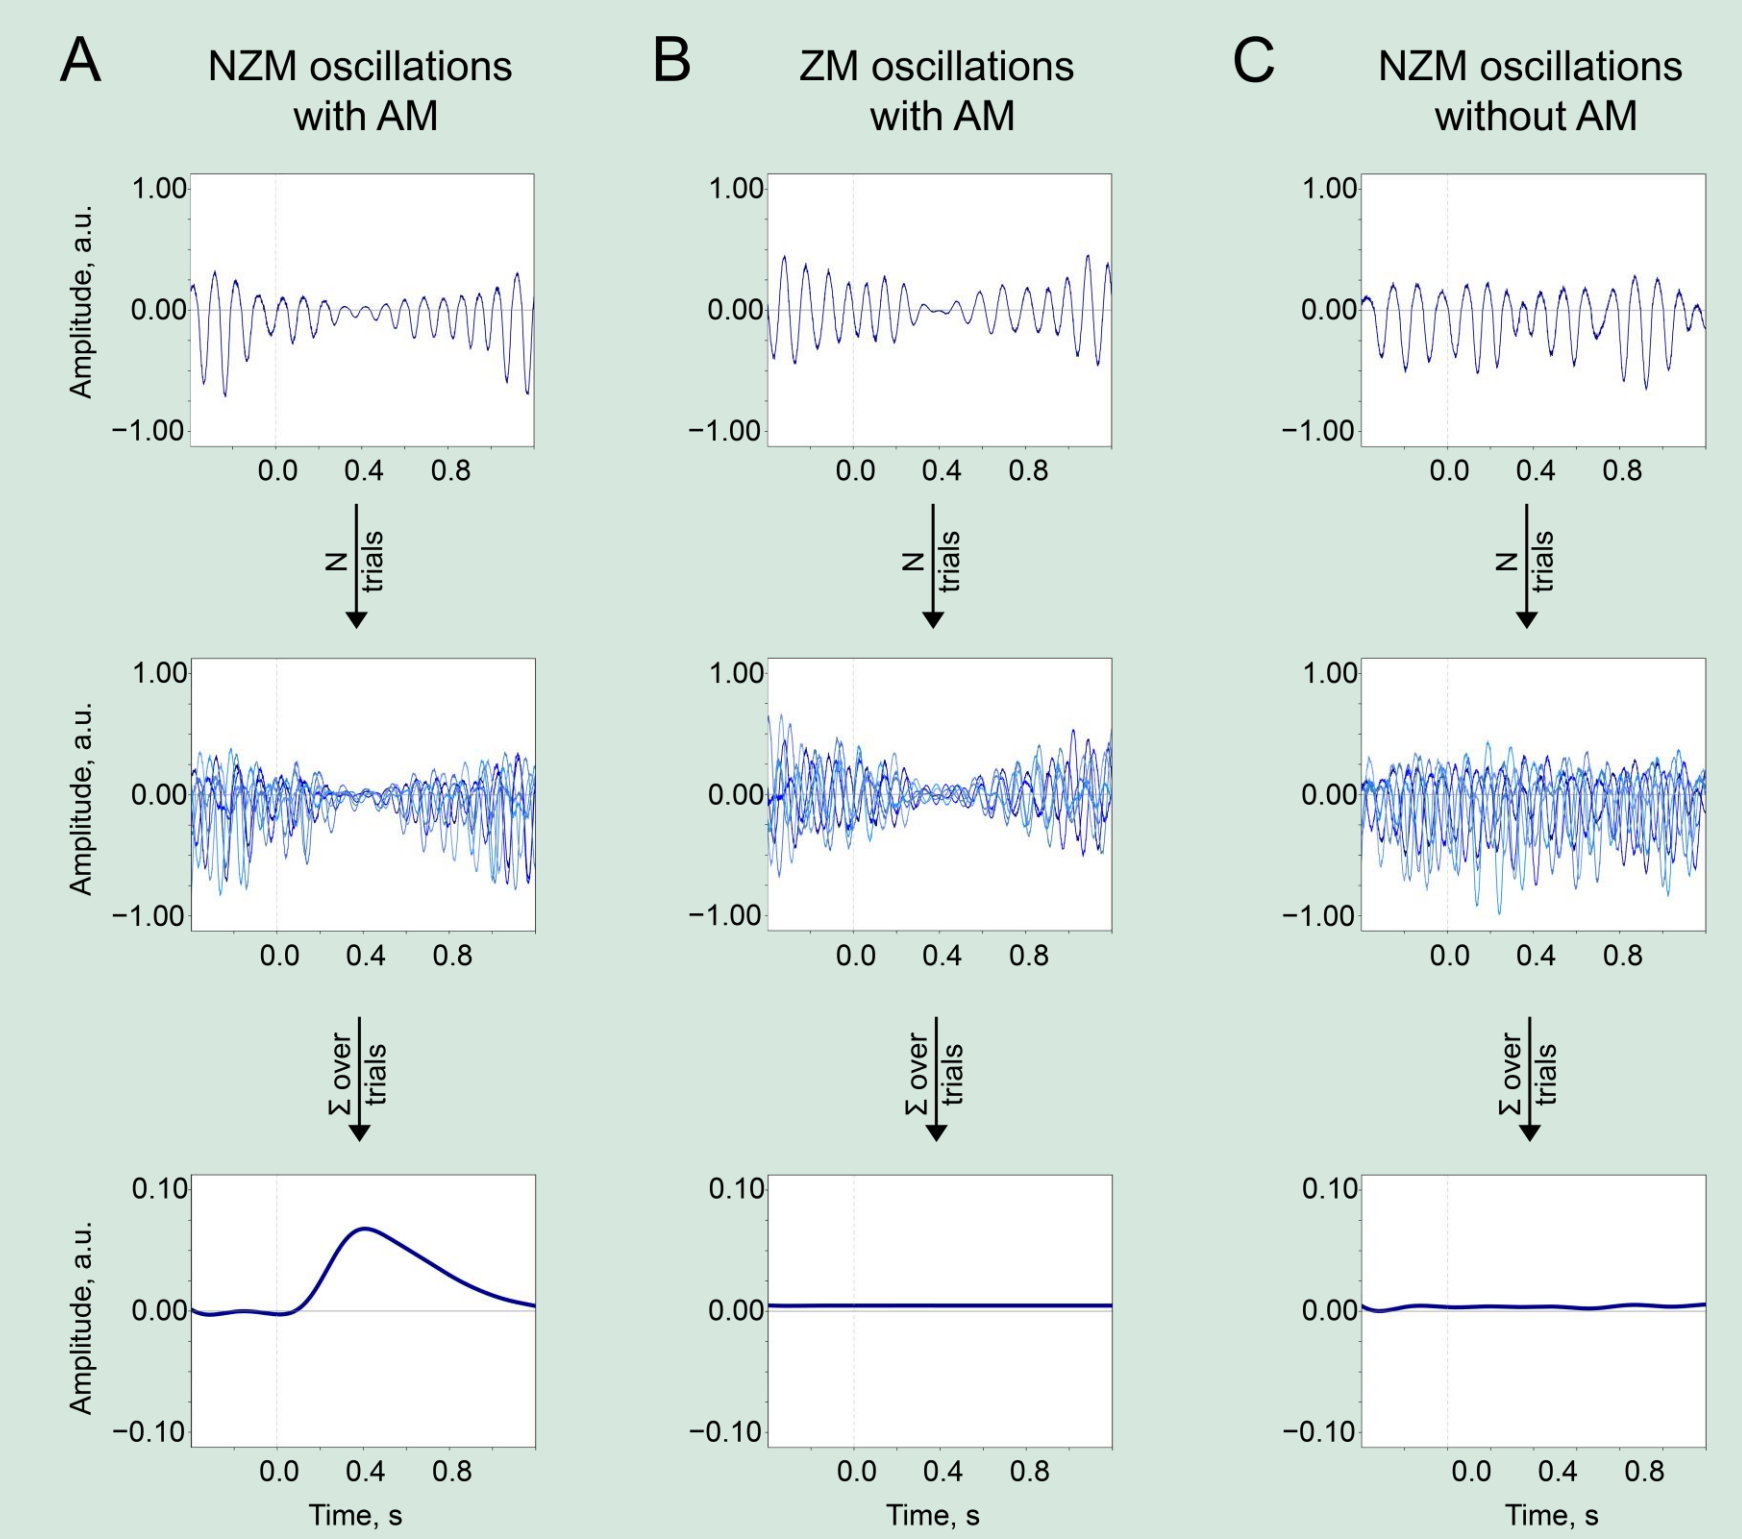 A
NZM oscillations
with AM
B
ZM oscillations
with AM
C
NZM oscillations
without AM
Amplitude, a.u.
1.00
0.00
−1.00
0.0 0.4 0.8
1.00
0.00
−1.00
0.0 0.4 0.8
1.00
0.00
−1.00
0.0 0.4 0.8
N
trials
N
trials
N
trials
Amplitude, a.u.
1.00
0.00
−1.00
0.0 0.4 0.8
1.00
0.00
−1.00
0.0 0.4 0.8
1.00
0.00
−1.00
0.0 0.4 0.8
Σ over
trials
Σ over
trials
Σ over
trials
Amplitude, a.u.
0.10
0.00
−0.10
0.0 0.4 0.8
Time, s
0.10
0.00
−0.10
0.0 0.4 0.8
Time, s
0.10
0.00
−0.10
0.0 0.4 0.8
Time, s